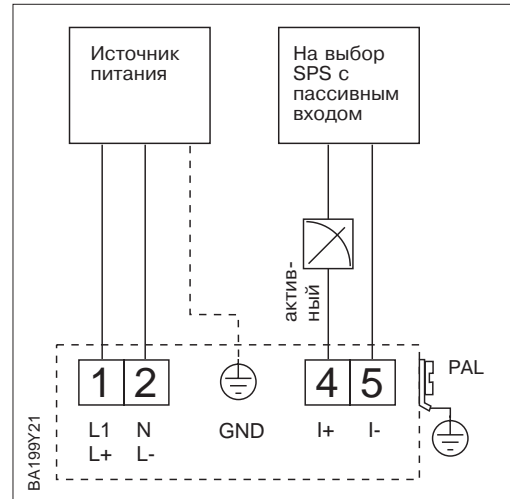 Источник
питания
На выбор
SPS с
пассивным
входом
актив-
ный
1 2 4 5
PAL
L1 N GND I+ I-
L+ L-
BA199Y21